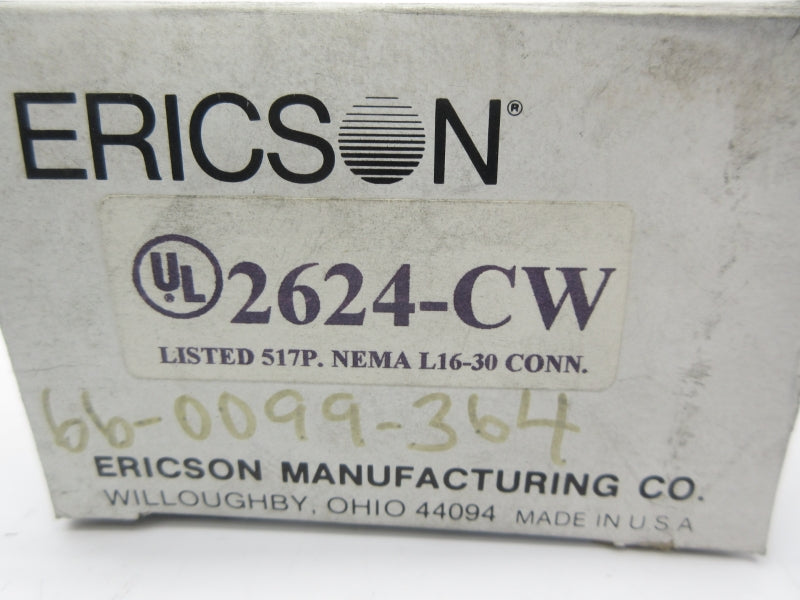 ERICSON®
UL® 2624-CW
LISTED 517P. NEMA L16-30 CONN.
66-0099-364
ERICSON MANUFACTURING CO.
WILLOUGHBY, OHIO 44094 MADE IN U.S.A